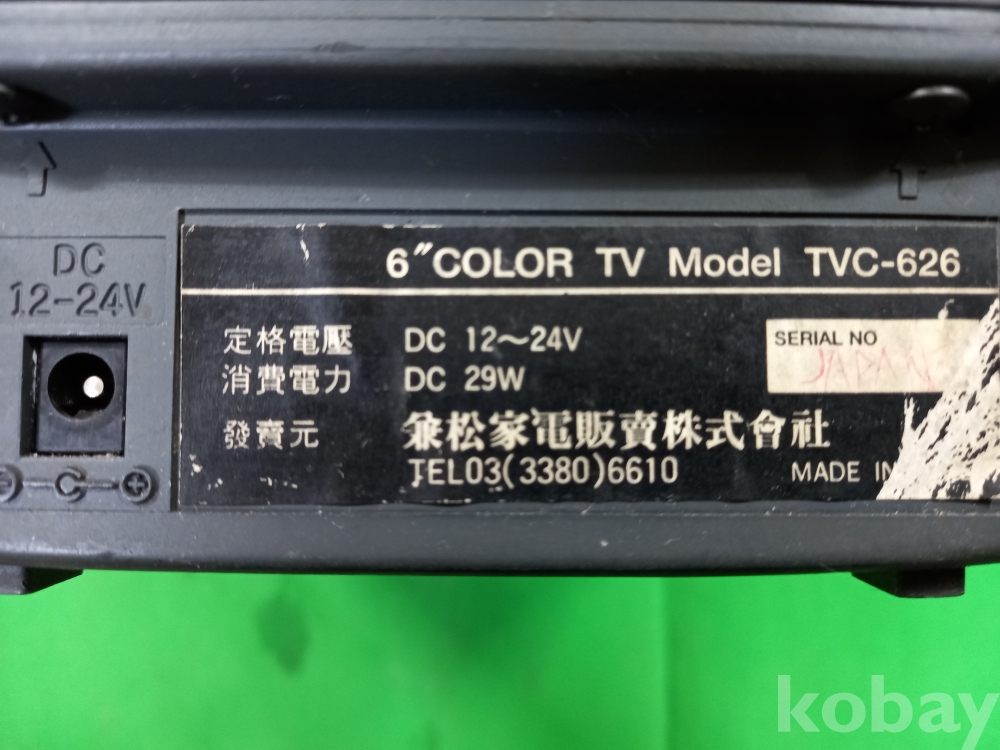 DC
12-24V
6″COLOR TV Model TVC-626
定格電壓 DC 12〜24V
消費電力 DC 29W
SERIAL NO
JAPAN
發賣元 兼松家電販賣株式會社
TEL03(3380)6610
MADE IN
kobay